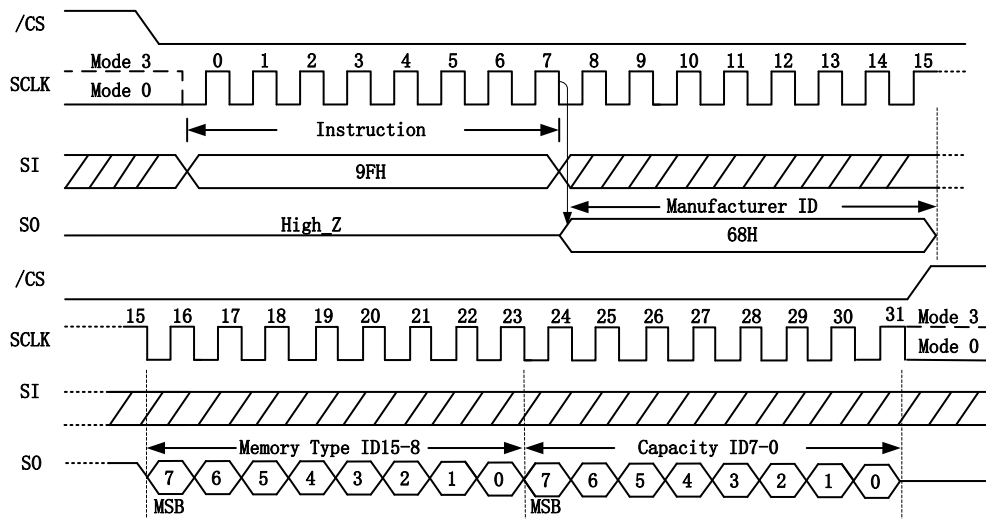 /CS
Mode 3 0 1 2 3 4 5 6 7 8 9 10 11 12 13 14 15
SCLK
Mode 0
Instruction
SI
9FH
Manufacturer ID
SO
High_Z
68H
/CS
15 16 17 18 19 20 21 22 23 24 25 26 27 28 29 30 31 Mode 3
SCLK
Mode 0
SI
Memory Type ID15-8 Capacity ID7-0
SO
7 6 5 4 3 2 1 0 7 6 5 4 3 2 1 0
MSB MSB